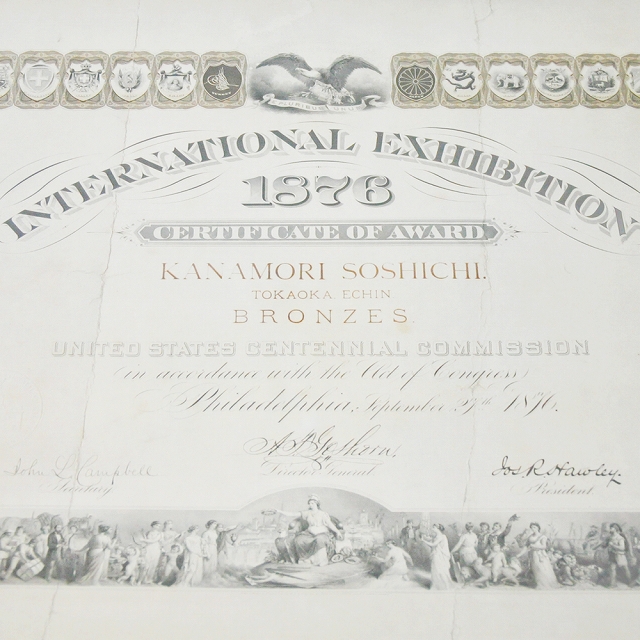 INTERNATIONAL EXHIBITION
1876
CERTIFICATE OF AWARD
KANAMORI SOSHICHI.
TOKAOKA. ECHIN
BRONZES.
UNITED STATES CENTENNIAL COMMISSION
(in accordance with the Act of Congress)
Philadelphia, September 27th 1876.
A. T. Goshorn,
John L. Campbell
Director General
Jos. R. Hawley
Secretary
President